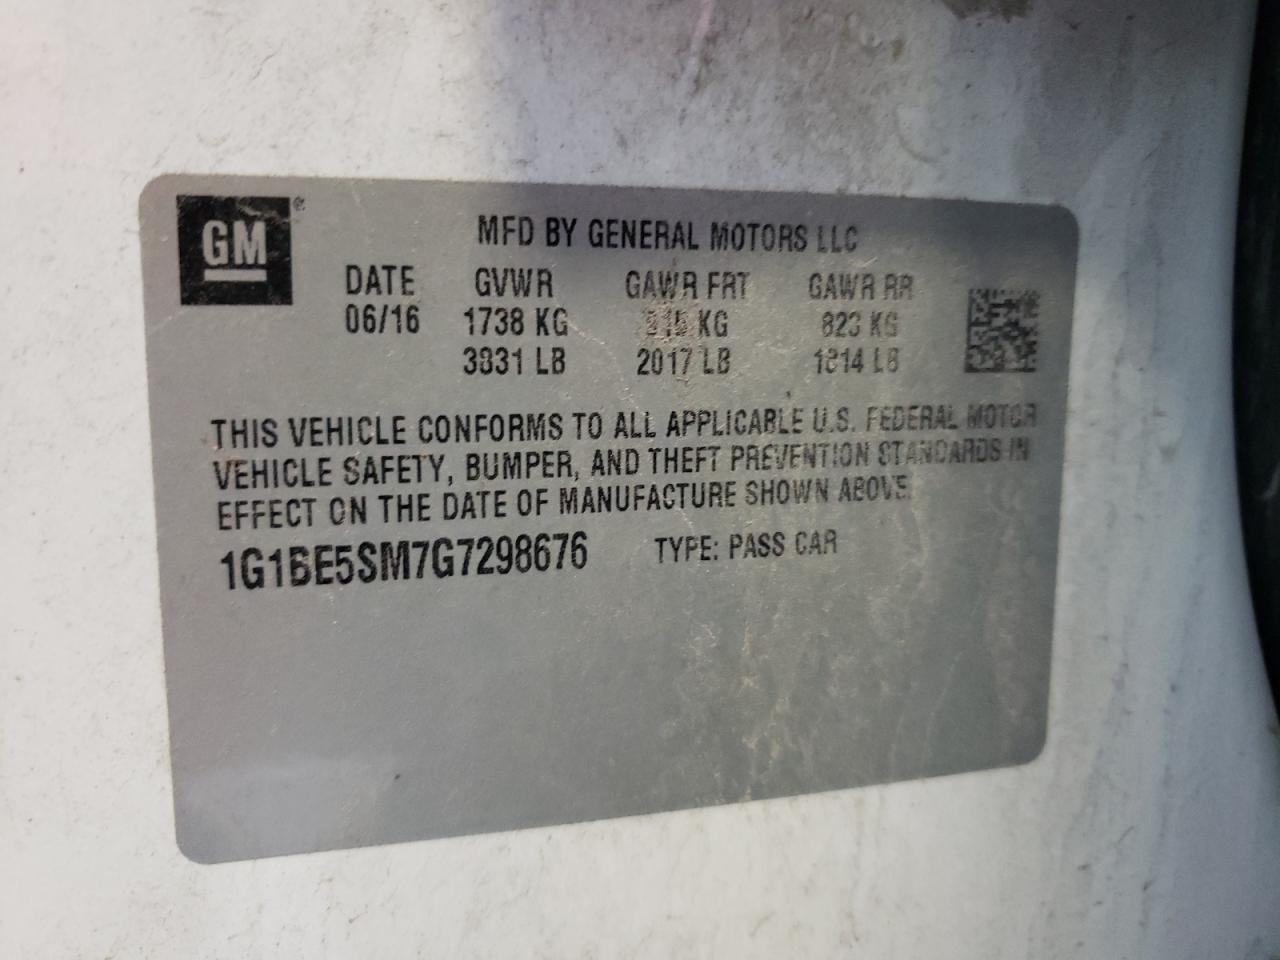 GM
MFD BY GENERAL MOTORS LLC
DATE GVWR GAWR FRT GAWR RR
06/16 1738 KG KG 823 KG
3831 LB 2017 LB 1814 LB
THIS VEHICLE CONFORMS TO ALL APPLICABLE U.S. FEDERAL MOTOR
VEHICLE SAFETY, BUMPER, AND THEFT PREVENTION STANDARDS IN
EFFECT ON THE DATE OF MANUFACTURE SHOWN ABOVE.
1G1BE5SM7G7298676 TYPE: PASS CAR